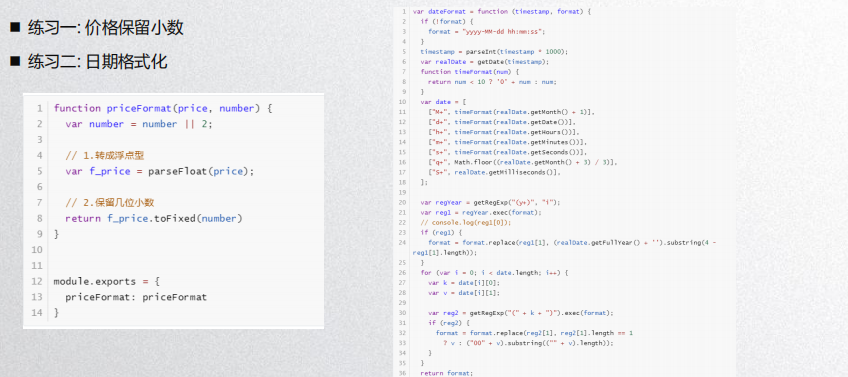 ■ 练习一: 价格保留小数
■ 练习二: 日期格式化
1 function priceFormat(price, number) {
2   var number = number || 2;
3
4   // 1.转成浮点型
5   var f_price = parseFloat(price);
6
7   // 2.保留几位小数
8   return f_price.toFixed(number)
9 }
10
11
12 module.exports = {
13   priceFormat: priceFormat
14 }
1 var dateFormat = function (timestamp, format) {
2   if (!format) {
3     format = "yyyy-MM-dd hh:mm:ss";
4   }
5   timestamp = parseInt(timestamp * 1000);
6   var realDate = getDate(timestamp);
7   function timeFormat(num) {
8     return num < 10 ? '0' + num : num;
9   }
10   var date = [
11     ["M+", timeFormat(realDate.getMonth() + 1)],
12     ["d+", timeFormat(realDate.getDate())],
13     ["h+", timeFormat(realDate.getHours())],
14     ["m+", timeFormat(realDate.getMinutes())],
15     ["s+", timeFormat(realDate.getSeconds())],
16     ["q+", Math.floor((realDate.getMonth() + 3) / 3)],
17     ["S+", realDate.getMilliseconds()],
18   ];
19
20   var regYear = getRegExp("(y+)", "i");
21   var reg1 = regYear.exec(format);
22   // console.log(reg1[0]);
23   if (reg1) {
24     format = format.replace(reg1[1], (realDate.getFullYear() + '').substring(4 -
reg1[1].length));
25   }
26   for (var i = 0; i < date.length; i++) {
27     var k = date[i][0];
28     var v = date[i][1];
29
30     var reg2 = getRegExp("(" + k + ")").exec(format);
31     if (reg2) {
32       format = format.replace(reg2[1], reg2[1].length == 1
33         ? v : ("00" + v).substring(("" + v).length));
34     }
35   }
36   return format;